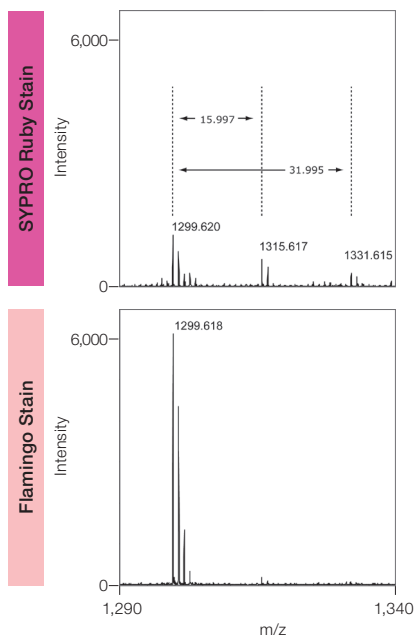 SYPRO Ruby Stain
Intensity
6,000
15.997
31.995
1299.620
1315.617
1331.615
0
Flamingo Stain
Intensity
6,000
1299.618
0
1,290
1,340
m/z